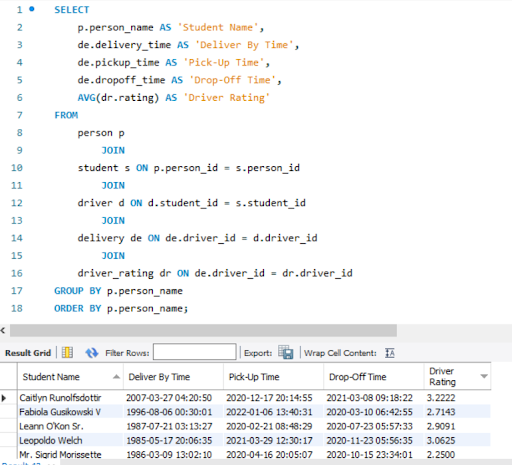 1 SELECT
2 p.person_name AS 'Student Name',
3 de.delivery_time AS 'Deliver By Time',
4 de.pickup_time AS 'Pick-Up Time',
5 de.dropoff_time AS 'Drop-Off Time',
6 AVG(dr.rating) AS 'Driver Rating'
7 FROM
8 person p
9 JOIN
10 student s ON p.person_id = s.person_id
11 JOIN
12 driver d ON d.student_id = s.student_id
13 JOIN
14 delivery de ON de.driver_id = d.driver_id
15 JOIN
16 driver_rating dr ON de.driver_id = dr.driver_id
17 GROUP BY p.person_name
18 ORDER BY p.person_name;
Result Grid Filter Rows: Export: Wrap Cell Content:
Student Name Deliver By Time Pick-Up Time Drop-Off Time Driver Rating
Caitlyn Runolfsdottir 2007-03-27 04:20:50 2020-12-17 20:14:55 2021-03-08 09:18:22 3.2222
Fabiola Gusikowski V 1996-08-06 00:30:01 2022-01-06 13:40:31 2020-03-10 06:42:55 2.7143
Leann O'Kon Sr. 1987-07-21 03:13:27 2020-02-21 08:48:29 2020-07-23 05:57:33 2.9091
Leopoldo Welch 1985-05-17 20:06:35 2021-03-29 12:30:17 2020-11-23 05:56:35 3.0625
Mr. Sigrid Morissette 1986-03-09 13:02:10 2020-04-16 20:05:07 2020-10-15 23:34:01 2.2500